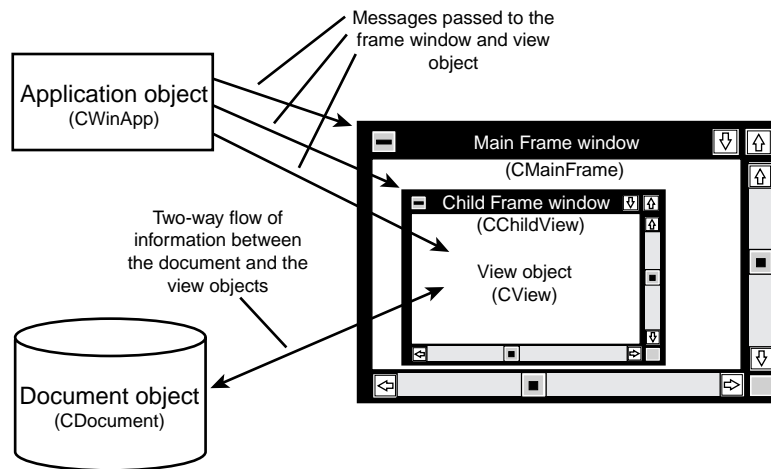 Messages passed to the
frame window and view
object
Application object
(CWinApp)
Main Frame window
(CMainFrame)
Child Frame window
(CChildView)
View object
(CView)
Two-way flow of
information between
the document and the
view objects
Document object
(CDocument)